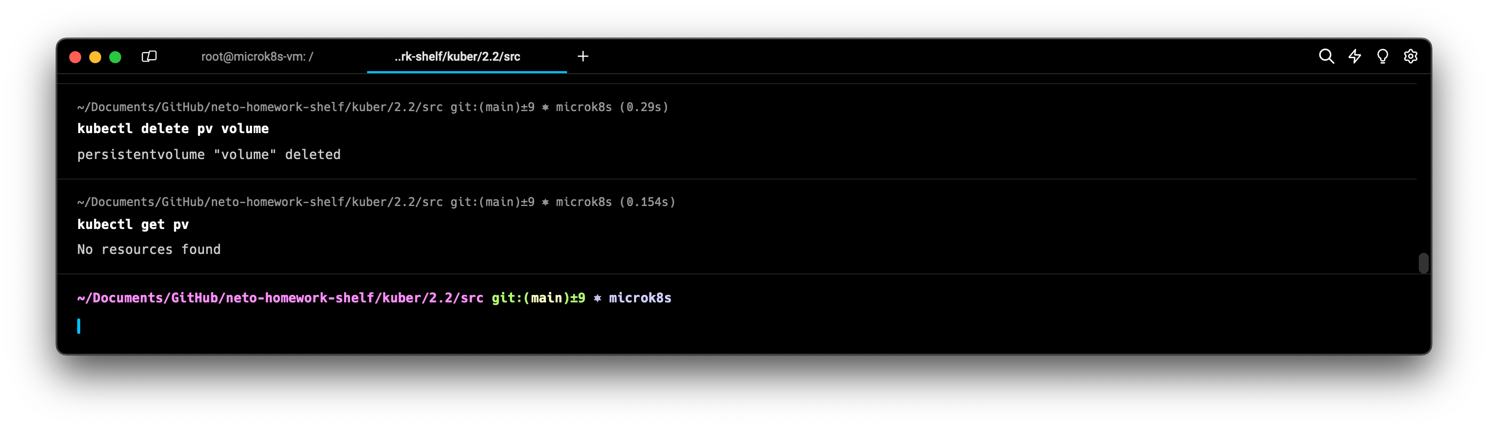 root@microk8s-vm: / ..rk-shelf/kuber/2.2/src
~/Documents/GitHub/neto-homework-shelf/kuber/2.2/src git:(main)±9 ⎈ microk8s (0.29s)
kubectl delete pv volume
persistentvolume "volume" deleted
~/Documents/GitHub/neto-homework-shelf/kuber/2.2/src git:(main)±9 ⎈ microk8s (0.154s)
kubectl get pv
No resources found
~/Documents/GitHub/neto-homework-shelf/kuber/2.2/src git:(main)±9 ⎈ microk8s